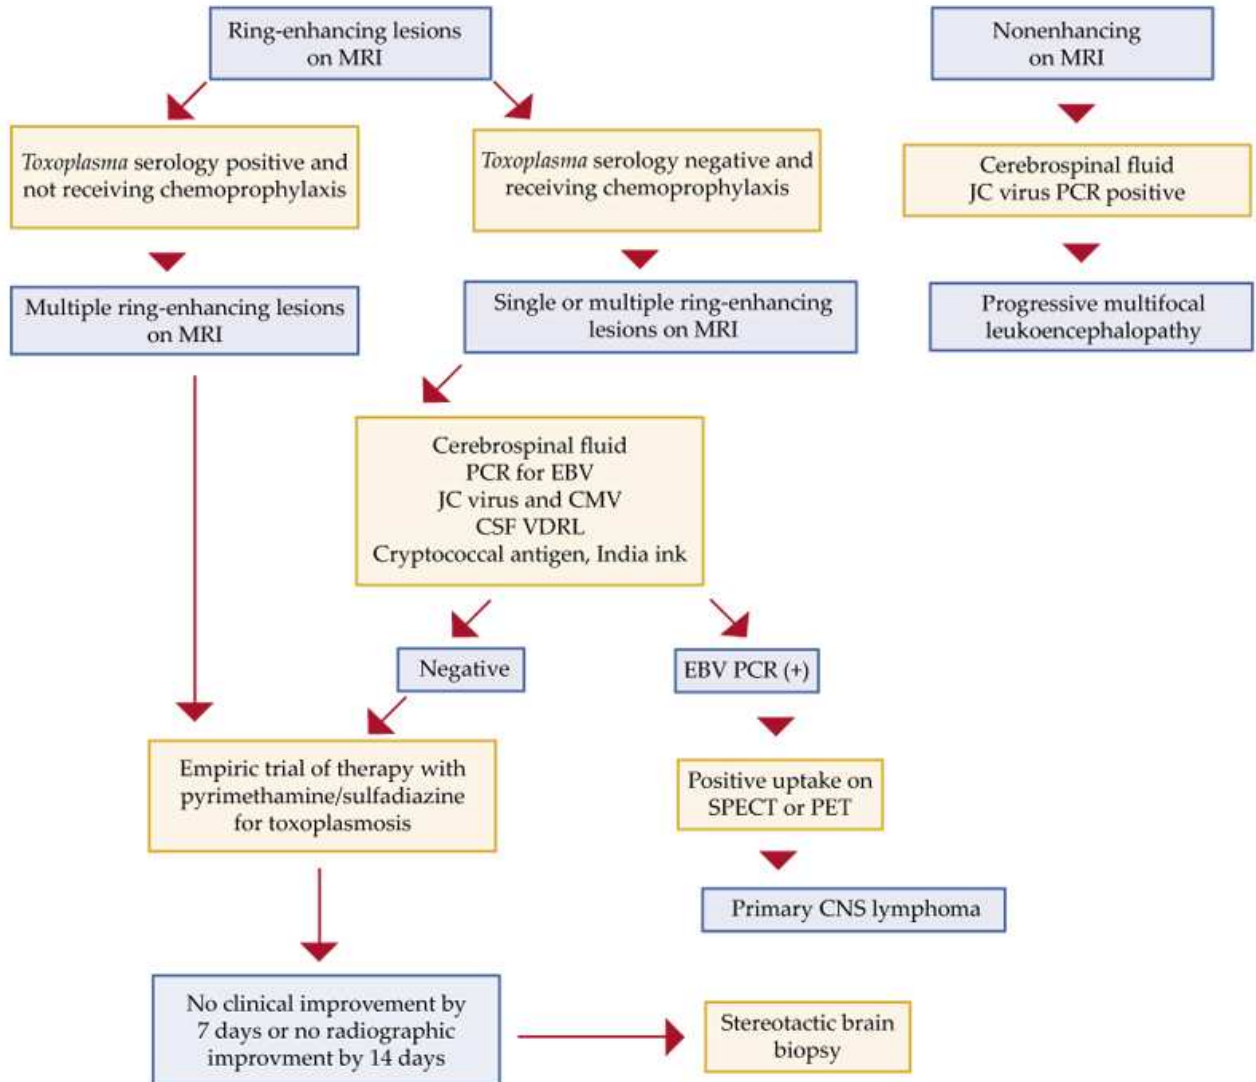 Ring-enhancing lesions
on MRI
Nonenhancing
on MRI
Toxoplasma serology positive and
not receiving chemoprophylaxis
Toxoplasma serology negative and
receiving chemoprophylaxis
Cerebrospinal fluid
JC virus PCR positive
Multiple ring-enhancing lesions
on MRI
Single or multiple ring-enhancing
lesions on MRI
Progressive multifocal
leukoencephalopathy
Cerebrospinal fluid
PCR for EBV
JC virus and CMV
CSF VDRL
Cryptococcal antigen, India ink
Negative
EBV PCR (+)
Empiric trial of therapy with
pyrimethamine/sulfadiazine
for toxoplasmosis
Positive uptake on
SPECT or PET
Primary CNS lymphoma
No clinical improvement by
7 days or no radiographic
improvment by 14 days
Stereotactic brain
biopsy